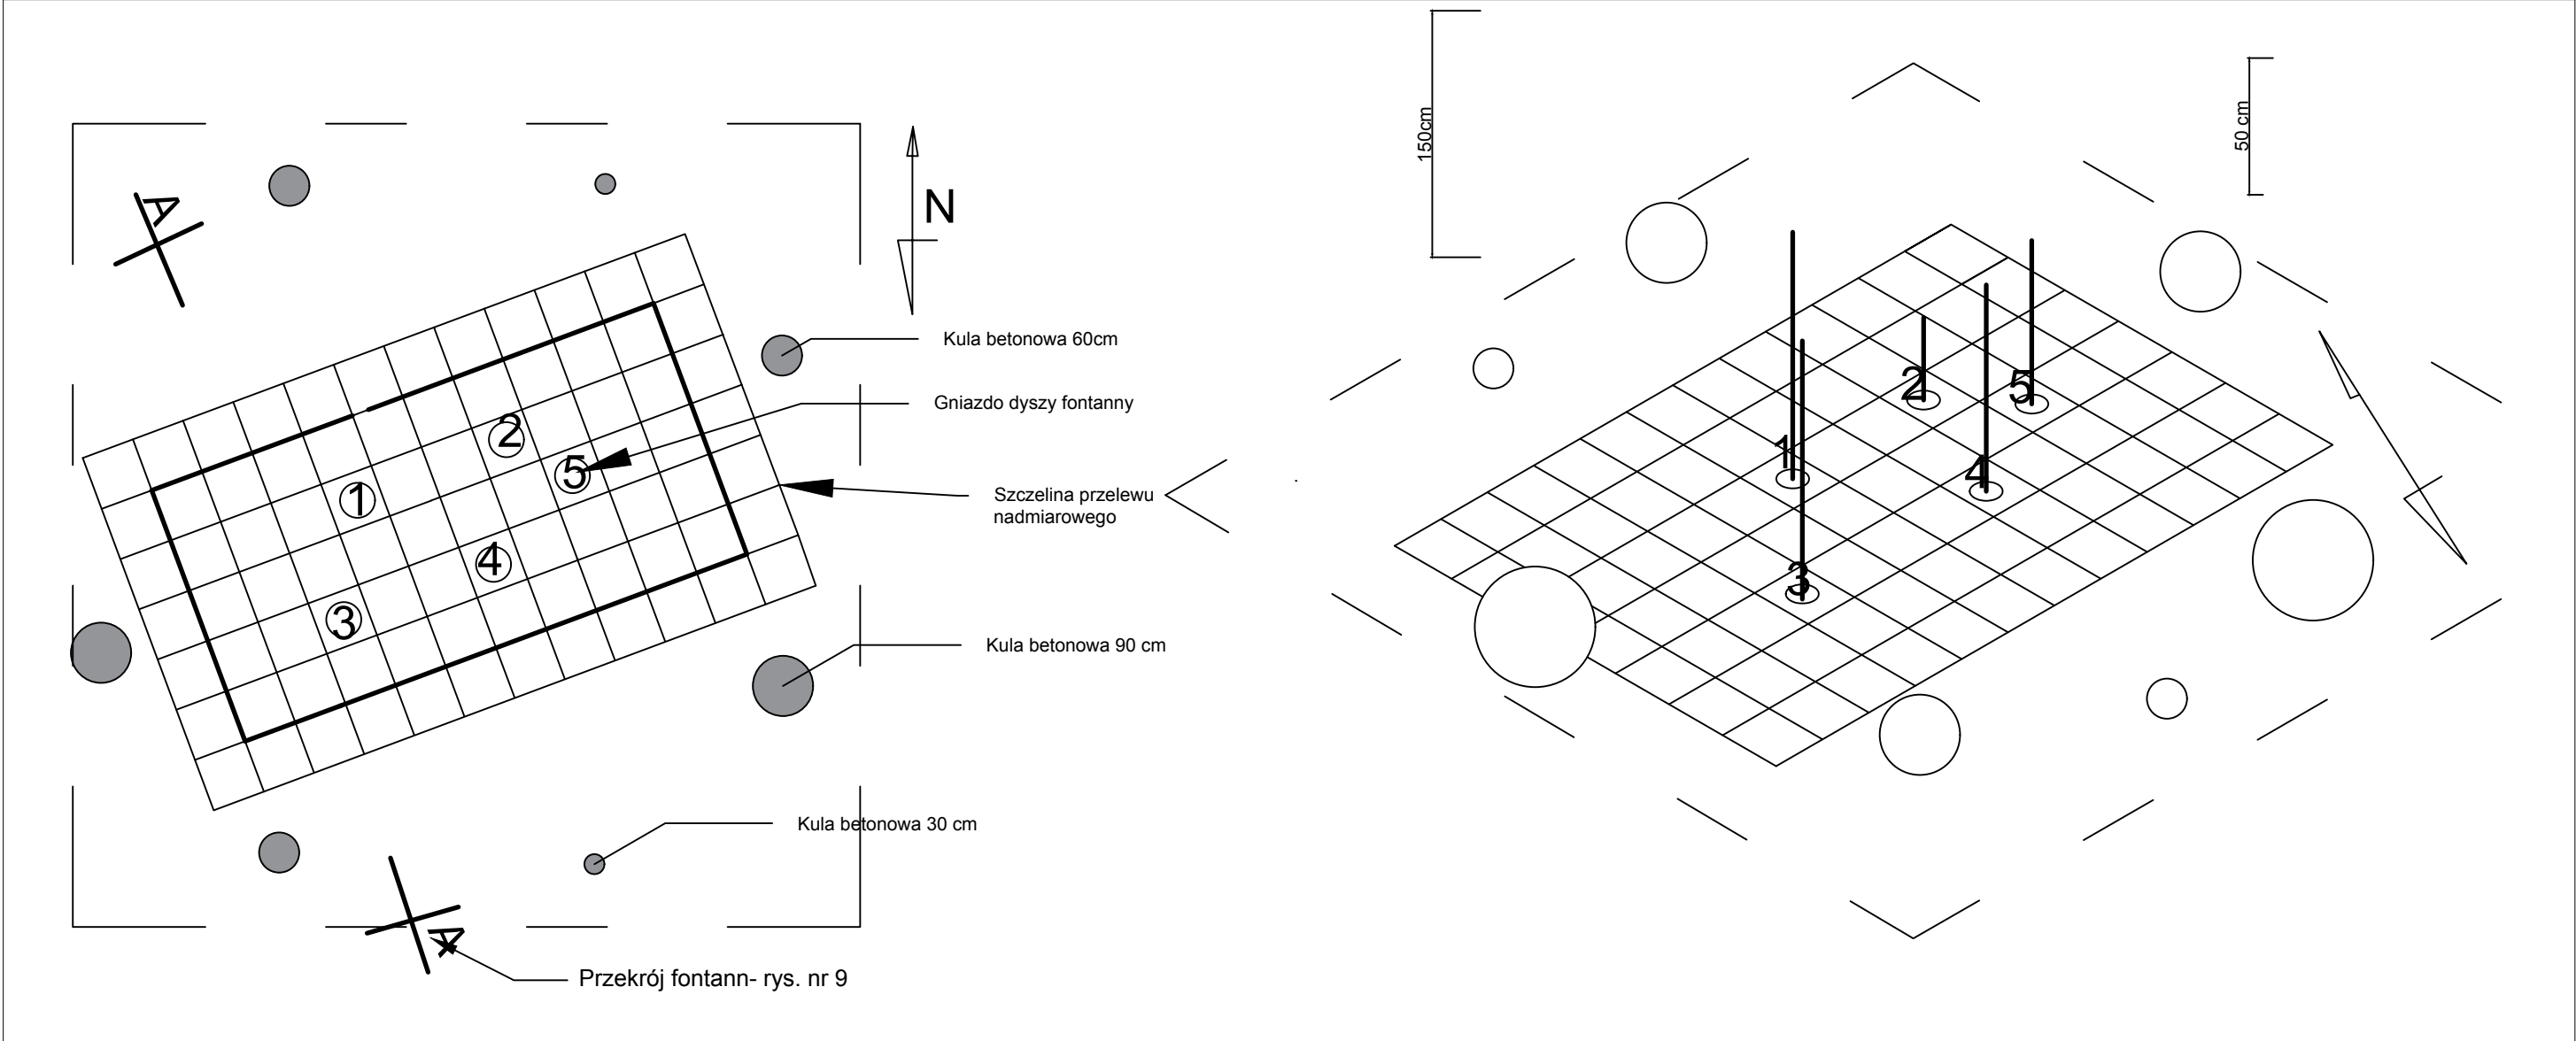 A
N
Kula betonowa 60cm
Gniazdo dyszy fontanny
2
5
1
Szczelina przelewu
nadmiarowego
4
3
Kula betonowa 90 cm
Kula betonowa 30 cm
A
Przekrój fontann- rys. nr 9
150cm
50 cm
2
5
1
4
3